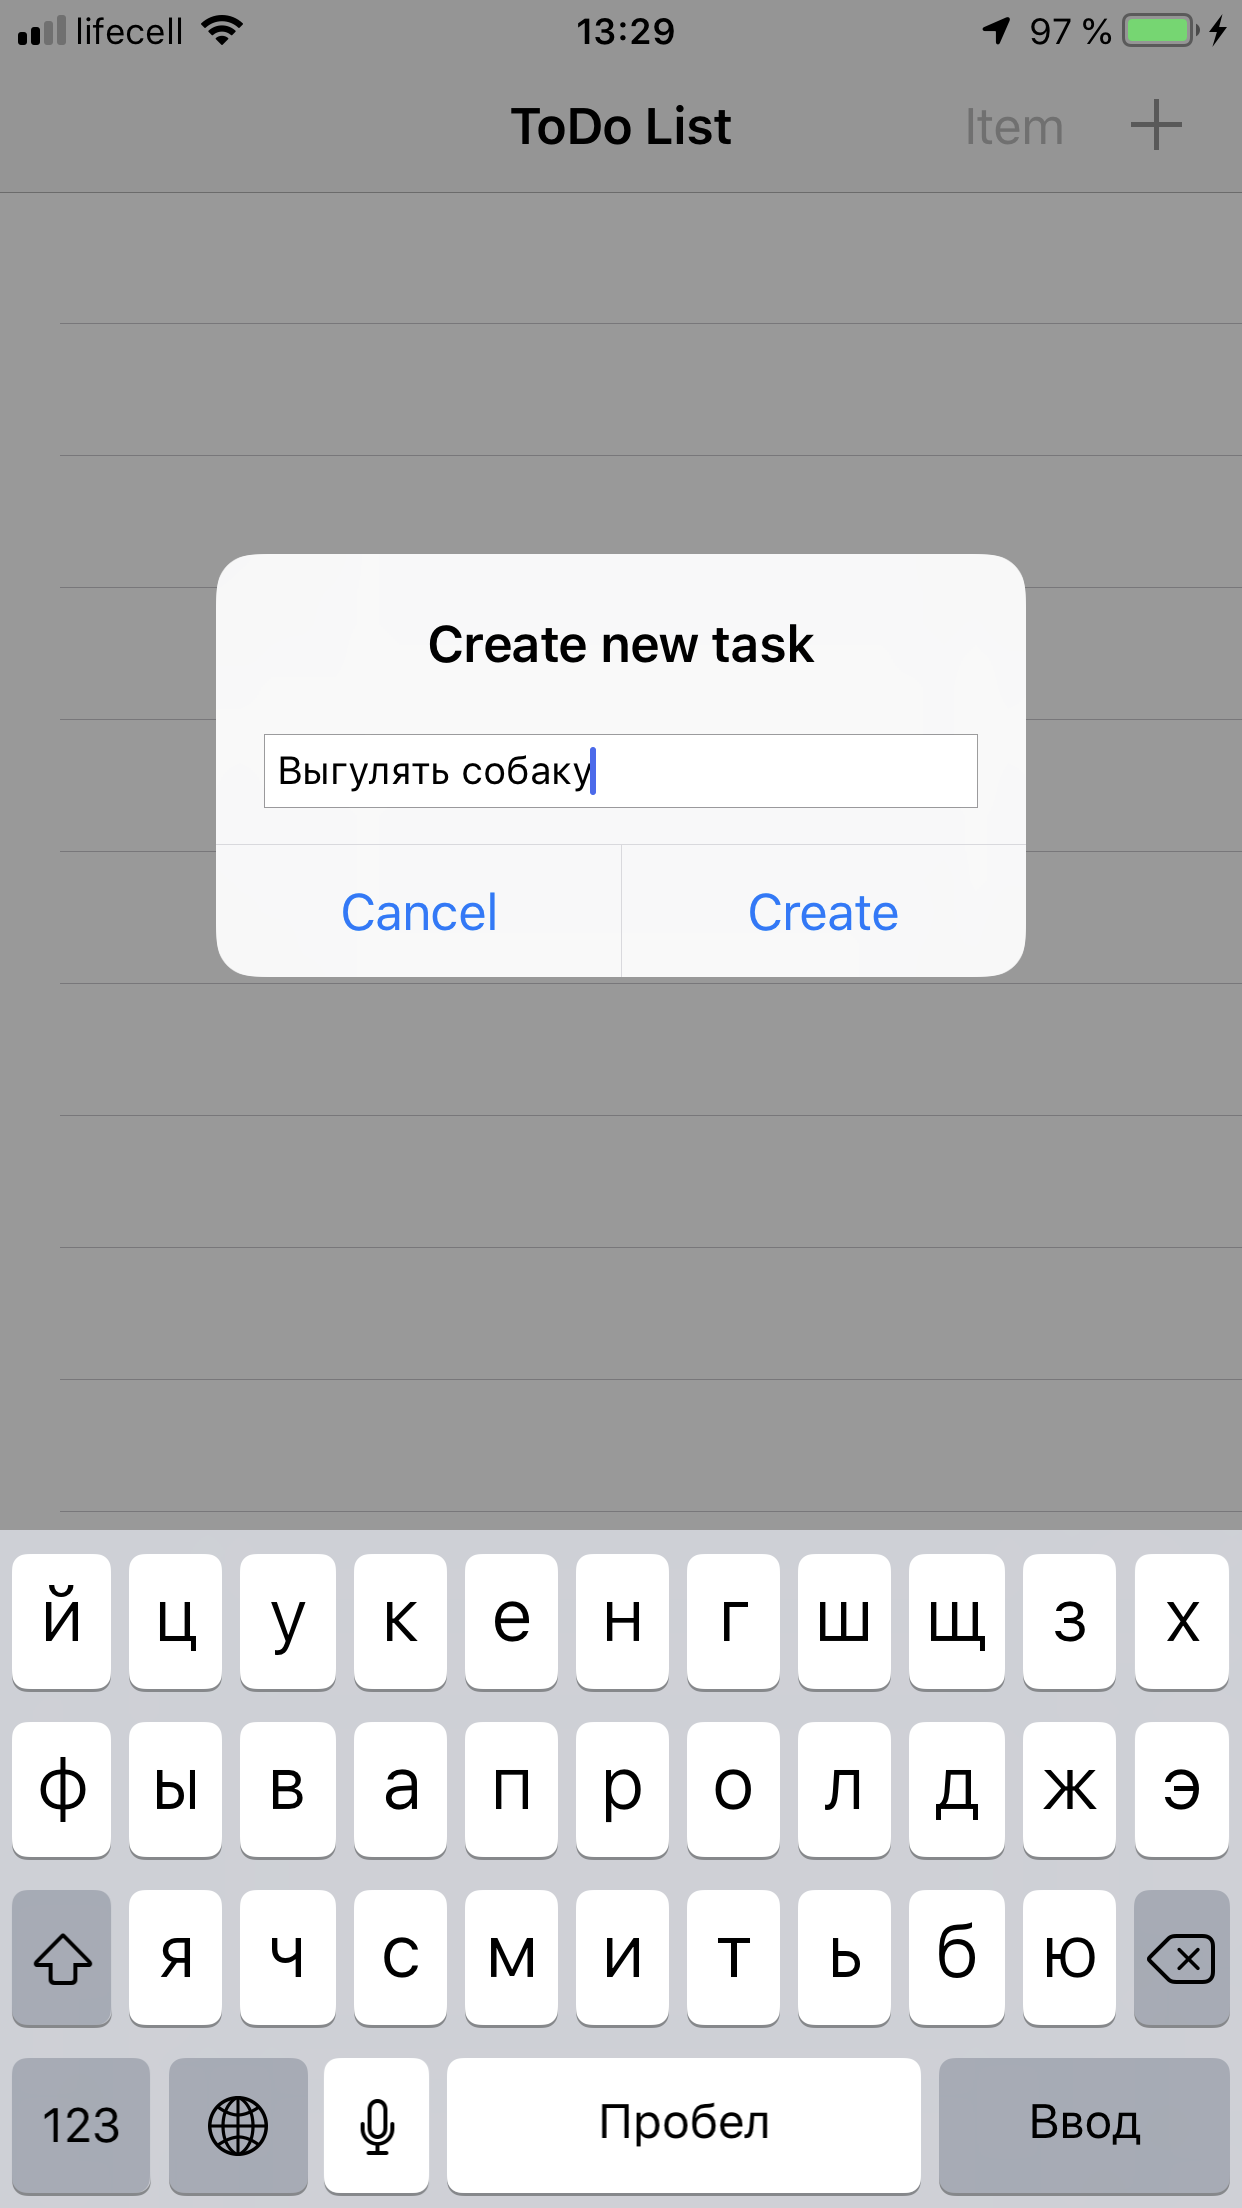 lifecell 13:29 97 %
ToDo List Item
Create new task
Выгулять собаку
Cancel Create
й ц у к е н г ш щ з х
ф ы в а п р о л д ж э
я ч с м и т ь б ю
123 Пробел Ввод